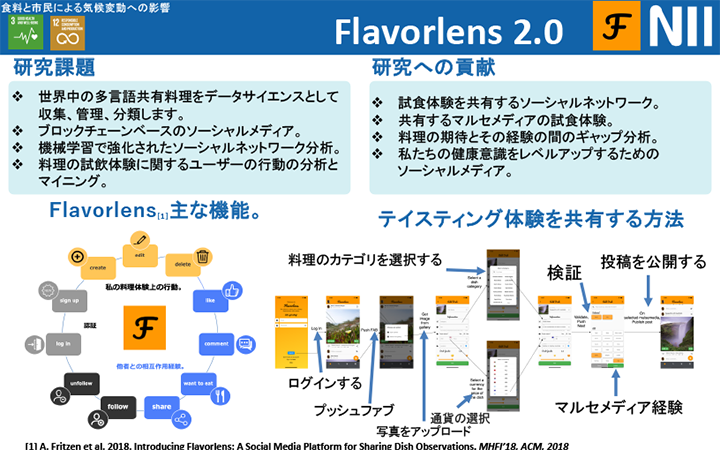 食料と市民による気候変動への影響
3 GOOD HEALTH AND WELL-BEING
12 RESPONSIBLE CONSUMPTION AND PRODUCTION
Flavorlens 2.0
NII
研究課題
❖ 世界中の多言語共有料理をデータサイエンスとして
収集、管理、分類します。
❖ ブロックチェーンベースのソーシャルメディア。
❖ 機械学習で強化されたソーシャルネットワーク分析。
❖ 料理の試飲体験に関するユーザーの行動の分析と
マイニング。
研究への貢献
❖ 試食体験を共有するソーシャルネットワーク。
❖ 共有するマルセメディアの試食体験。
❖ 料理の期待とその経験の間のギャップ分析。
❖ 私たちの健康意識をレベルアップするための
ソーシャルメディア。
Flavorlens[1]主な機能。
edit
create
delete
私の料理体験上の行動。
sign up
like
認証
F
log in
comment
他者との相互作用経験。
unfollow
want to eat
follow
share
テイスティング体験を共有する方法
料理のカテゴリを選択する
検証
投稿を公開する
Select a dish category
Flavorlens
Log in
Push FAB
Get image from gallery
Select a currency for the price of the dish
Validate, Push Next
On selected malsemedia, Publish post
ログインする
プッシュファブ
通貨の選択
写真をアップロード
マルセメディア経験
[1] A. Fritzen et al. 2018. Introducing Flavorlens: A Social Media Platform for Sharing Dish Observations. MHFI'18. ACM, 2018